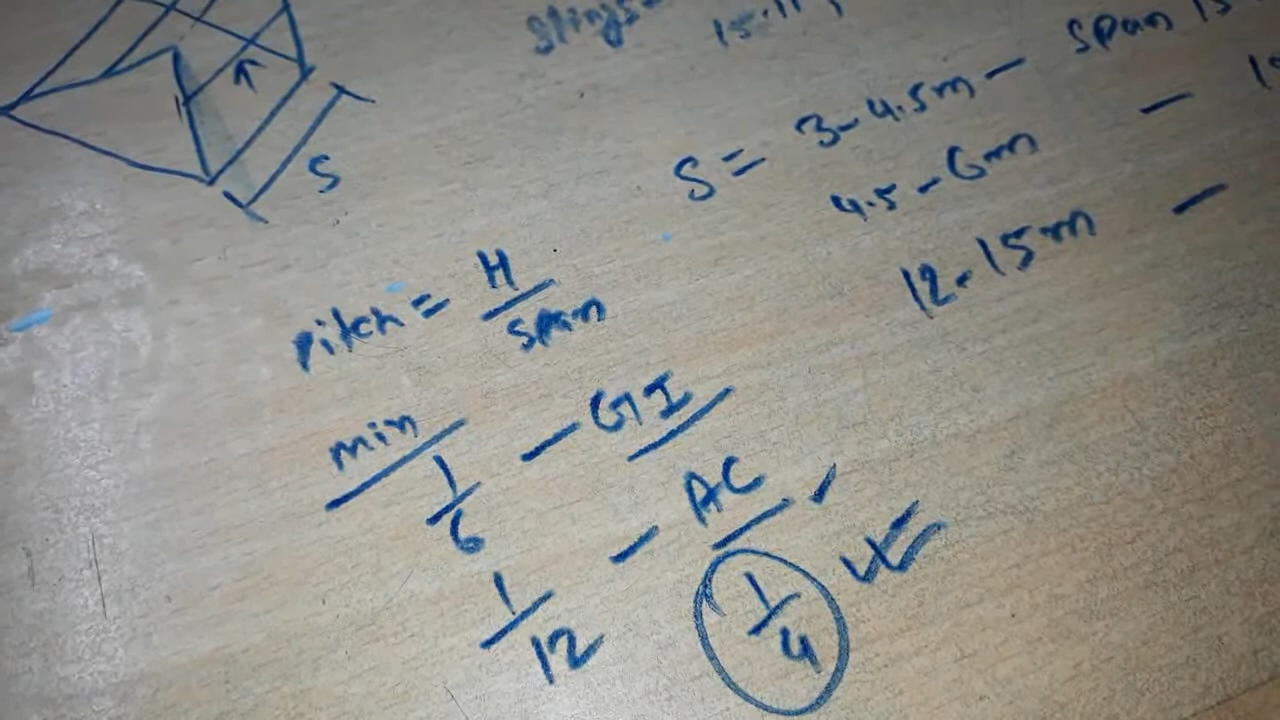 S
S = 3-4.5m - span 15
4.5-6m -
12-15m -
pitch = H/span
min
1/6 - GI
1/12 - AC
1/4